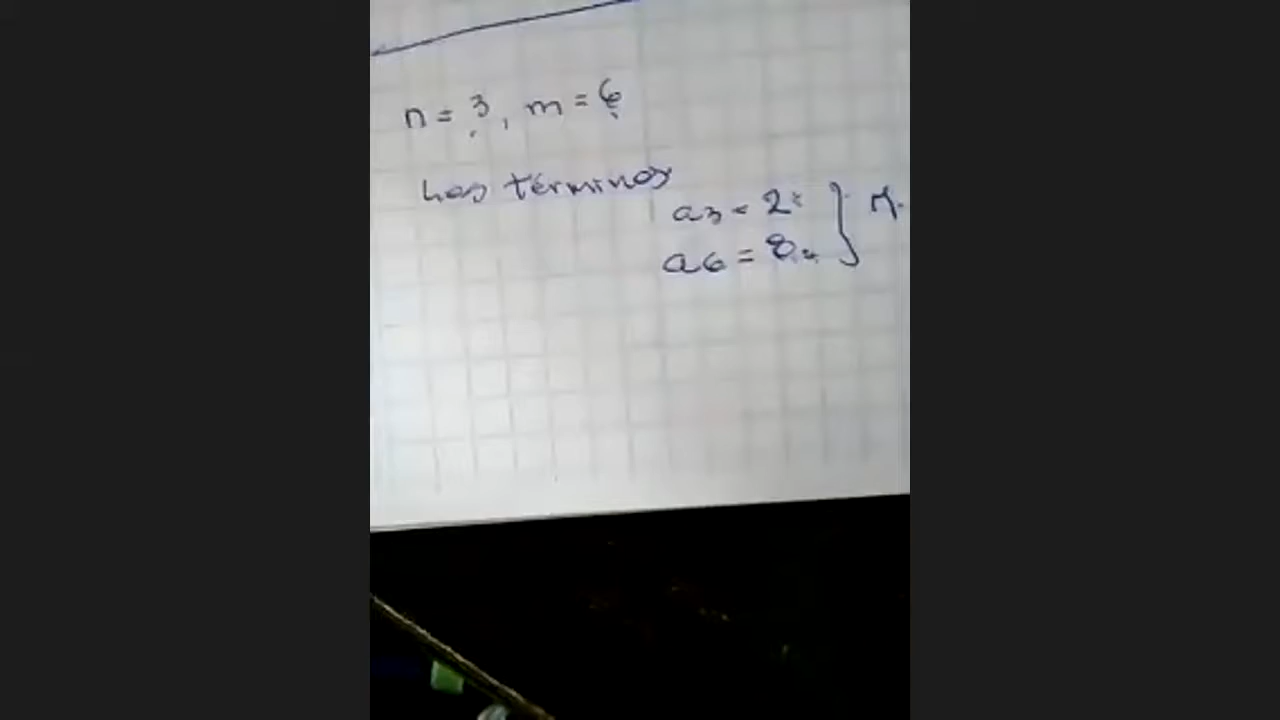 n = 3, m = 6
Los términos
a3 = 2
a6 = 8